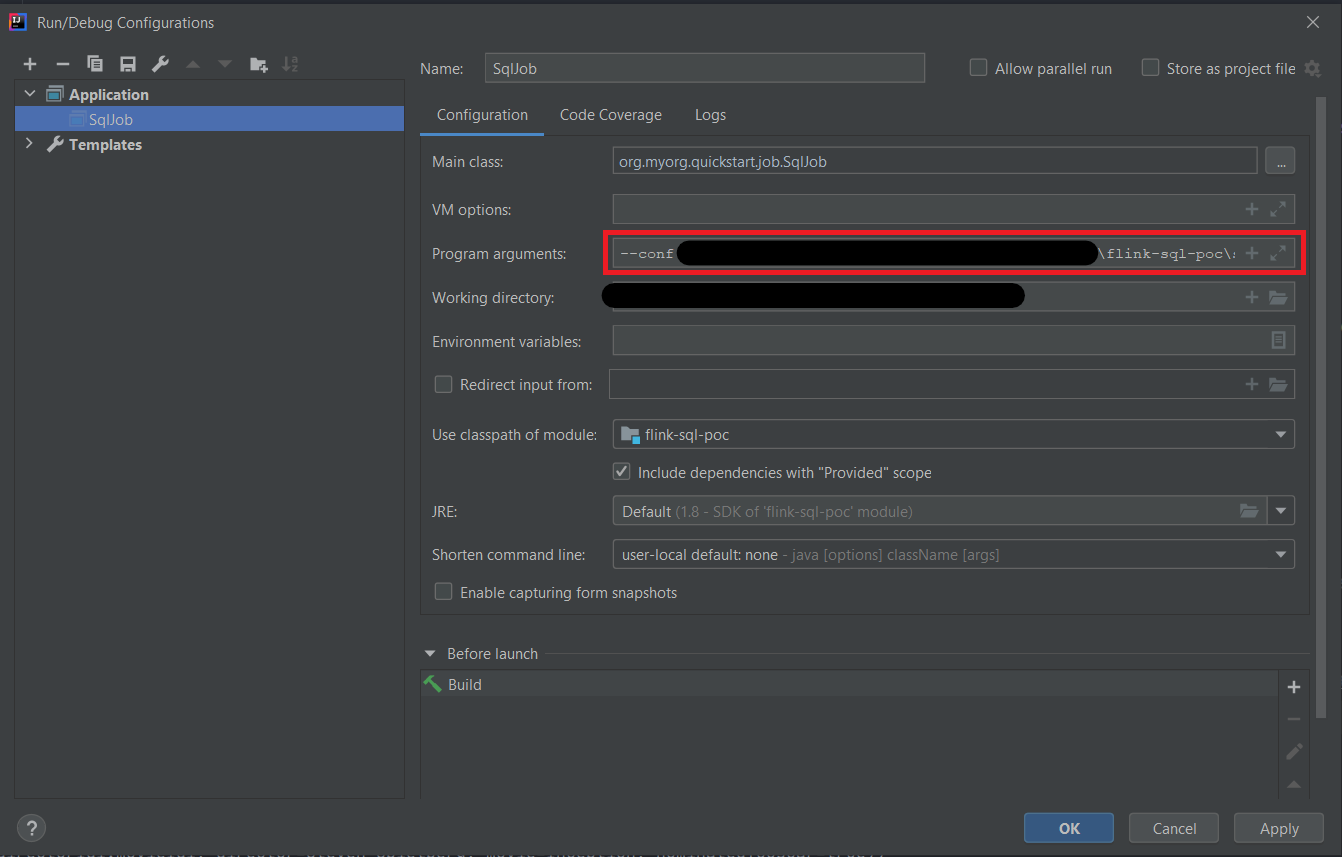 Run/Debug Configurations
Name: SqlJob Allow parallel run Store as project file
Application
SqlJob
Templates
Configuration Code Coverage Logs
Main class: org.myorg.quickstart.job.SqlJob ...
VM options:
Program arguments: --conf \flink-sql-poc\
Working directory:
Environment variables:
Redirect input from:
Use classpath of module: flink-sql-poc
Include dependencies with "Provided" scope
JRE: Default (1.8 - SDK of 'flink-sql-poc' module)
Shorten command line: user-local default: none - java [options] className [args]
Enable capturing form snapshots
Before launch
Build
? OK Cancel Apply